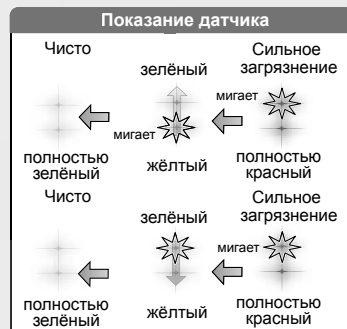 Показание датчика
Чисто
зелёный
Сильное
загрязнение
мигает
мигает
полностью
зелёный
жёлтый
полностью
красный
Чисто
зелёный
Сильное
загрязнение
мигает
полностью
зелёный
жёлтый
полностью
красный